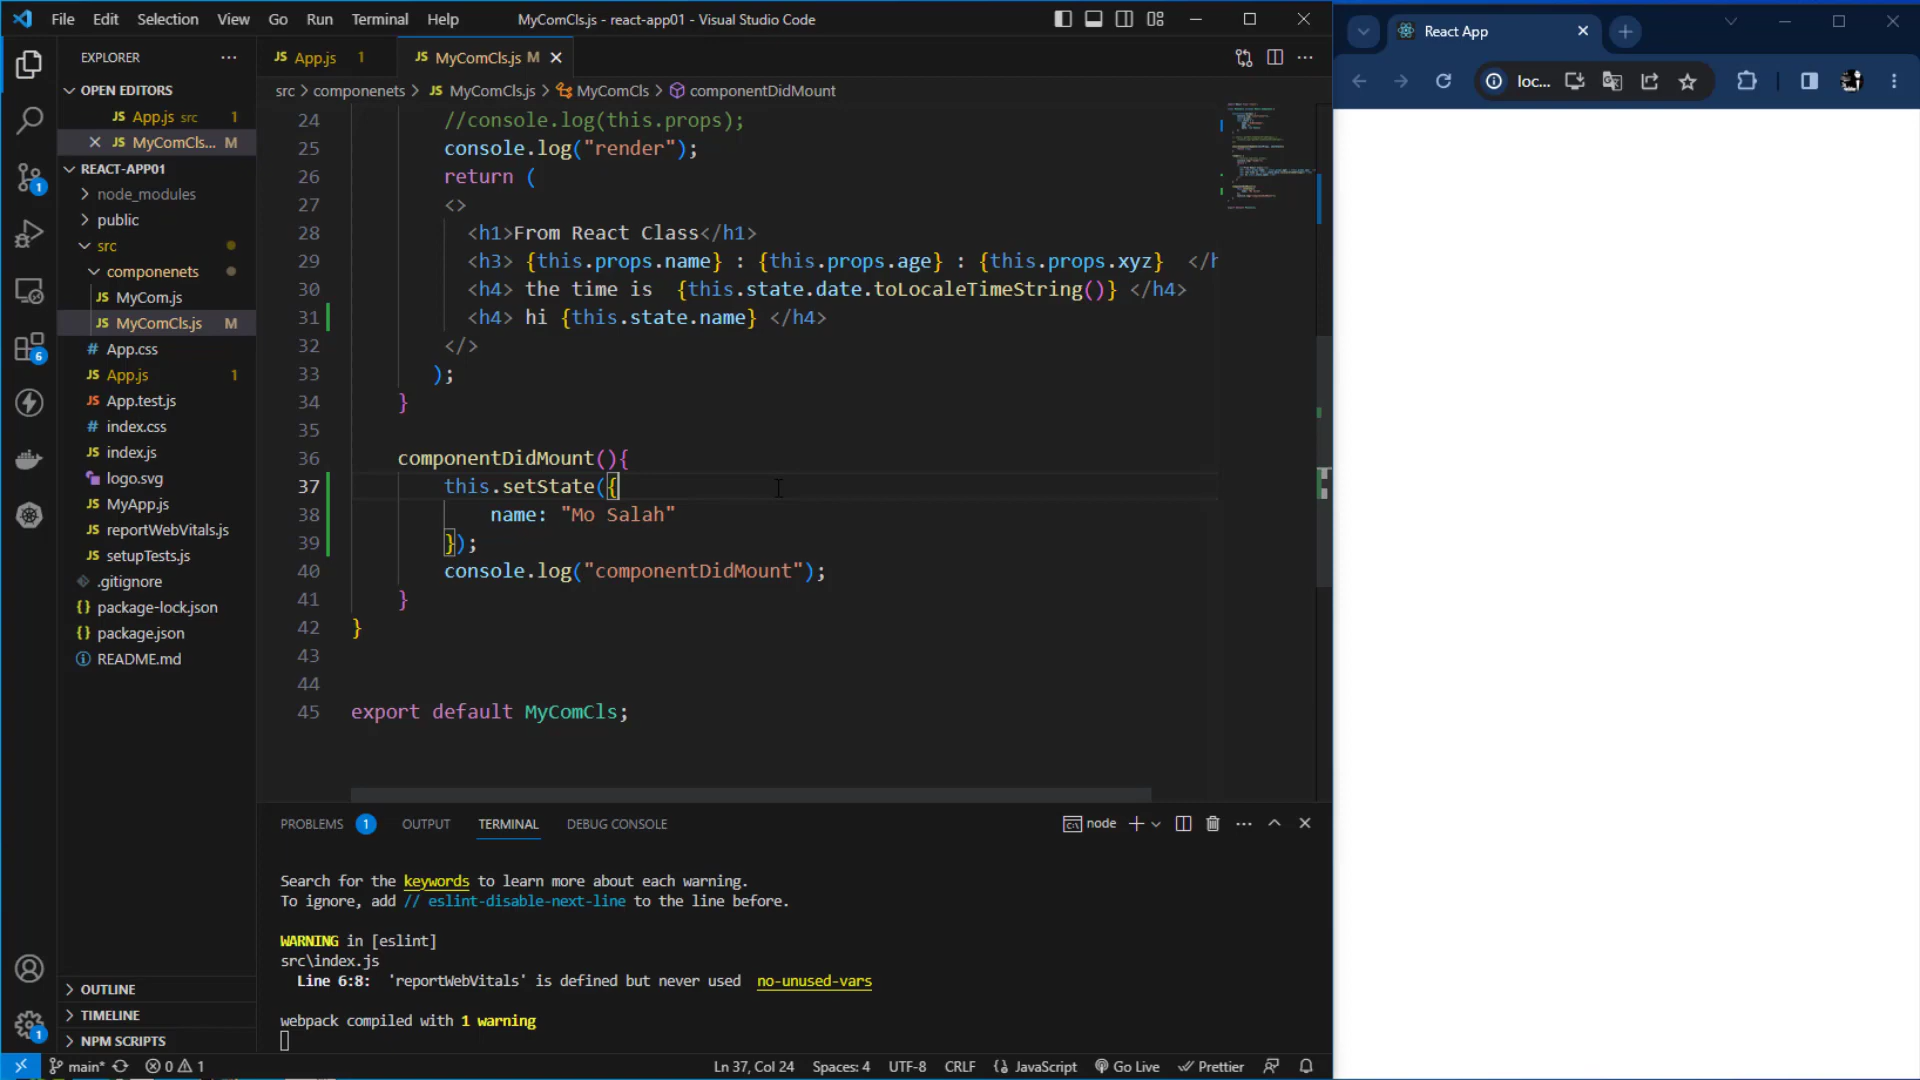 File Edit Selection View Go Run Terminal Help
MyComCls.js - react-app01 - Visual Studio Code
React App
loc...
EXPLORER
OPEN EDITORS
JS App.js src 1
JS MyComCls... M
REACT-APP01
node_modules
public
src
componenets
JS MyCom.js
JS MyComCls.js M
# App.css
JS App.js 1
JS App.test.js
# index.css
JS index.js
logo.svg
JS MyApp.js
JS reportWebVitals.js
JS setupTests.js
.gitignore
{} package-lock.json
{} package.json
README.md
OUTLINE
TIMELINE
NPM SCRIPTS
1
6
1
JS App.js 1
JS MyComCls.js M
src > componenets > JS MyComCls.js > MyComCls > componentDidMount
24 //console.log(this.props);
25 console.log("render");
26 return (
27 <>
28 <h1>From React Class</h1>
29 <h3> {this.props.name} : {this.props.age} : {this.props.xyz} </h
30 <h4> the time is {this.state.date.toLocaleTimeString()} </h4>
31 <h4> hi {this.state.name} </h4>
32 </>
33 );
34 }
35
36 componentDidMount(){
37 this.setState({
38 name: "Mo Salah"
39 });
40 console.log("componentDidMount");
41 }
42 }
43
44
45 export default MyComCls;
PROBLEMS 1 OUTPUT TERMINAL DEBUG CONSOLE
node
Search for the keywords to learn more about each warning.
To ignore, add // eslint-disable-next-line to the line before.
WARNING in [eslint]
src\index.js
Line 6:8: 'reportWebVitals' is defined but never used no-unused-vars
webpack compiled with 1 warning
main* 0 1
Ln 37, Col 24 Spaces: 4 UTF-8 CRLF {} JavaScript Go Live Prettier